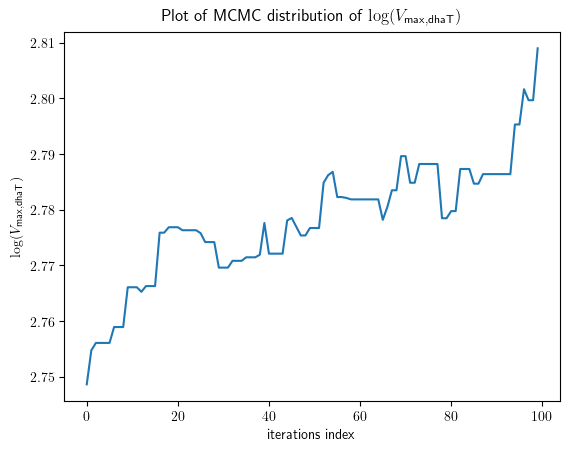 Plot of MCMC distribution of log(V_max,dhaT)
log(V_max,dhaT)
2.81
2.80
2.79
2.78
2.77
2.76
2.75
0 20 40 60 80 100
iterations index